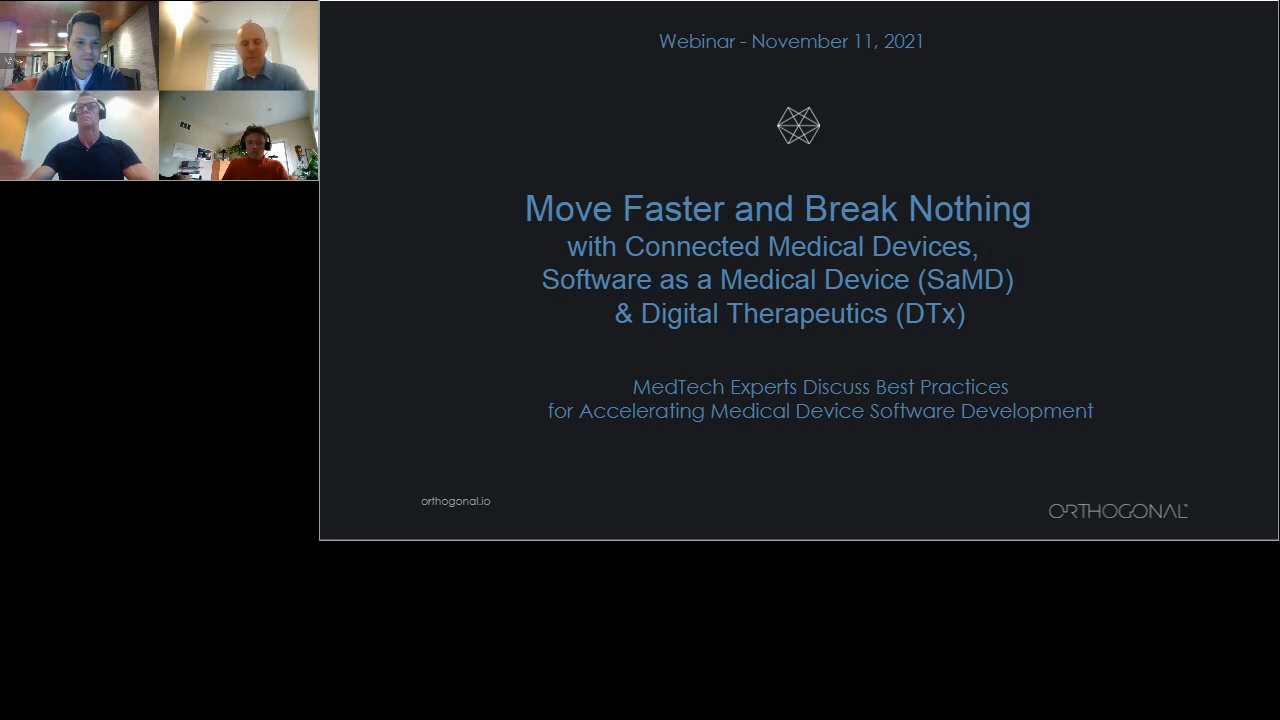 Webinar - November 11, 2021
Move Faster and Break Nothing
with Connected Medical Devices,
Software as a Medical Device (SaMD)
& Digital Therapeutics (DTx)
MedTech Experts Discuss Best Practices
for Accelerating Medical Device Software Development
orthogonal.io
ORTHOGONAL